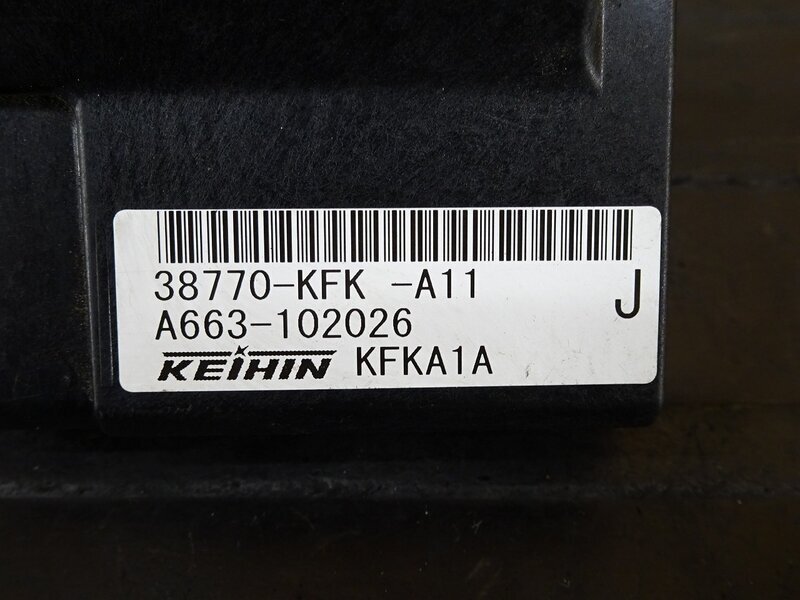 38770-KFK -A11
J
A663-102026
KEIHIN KFKA1A